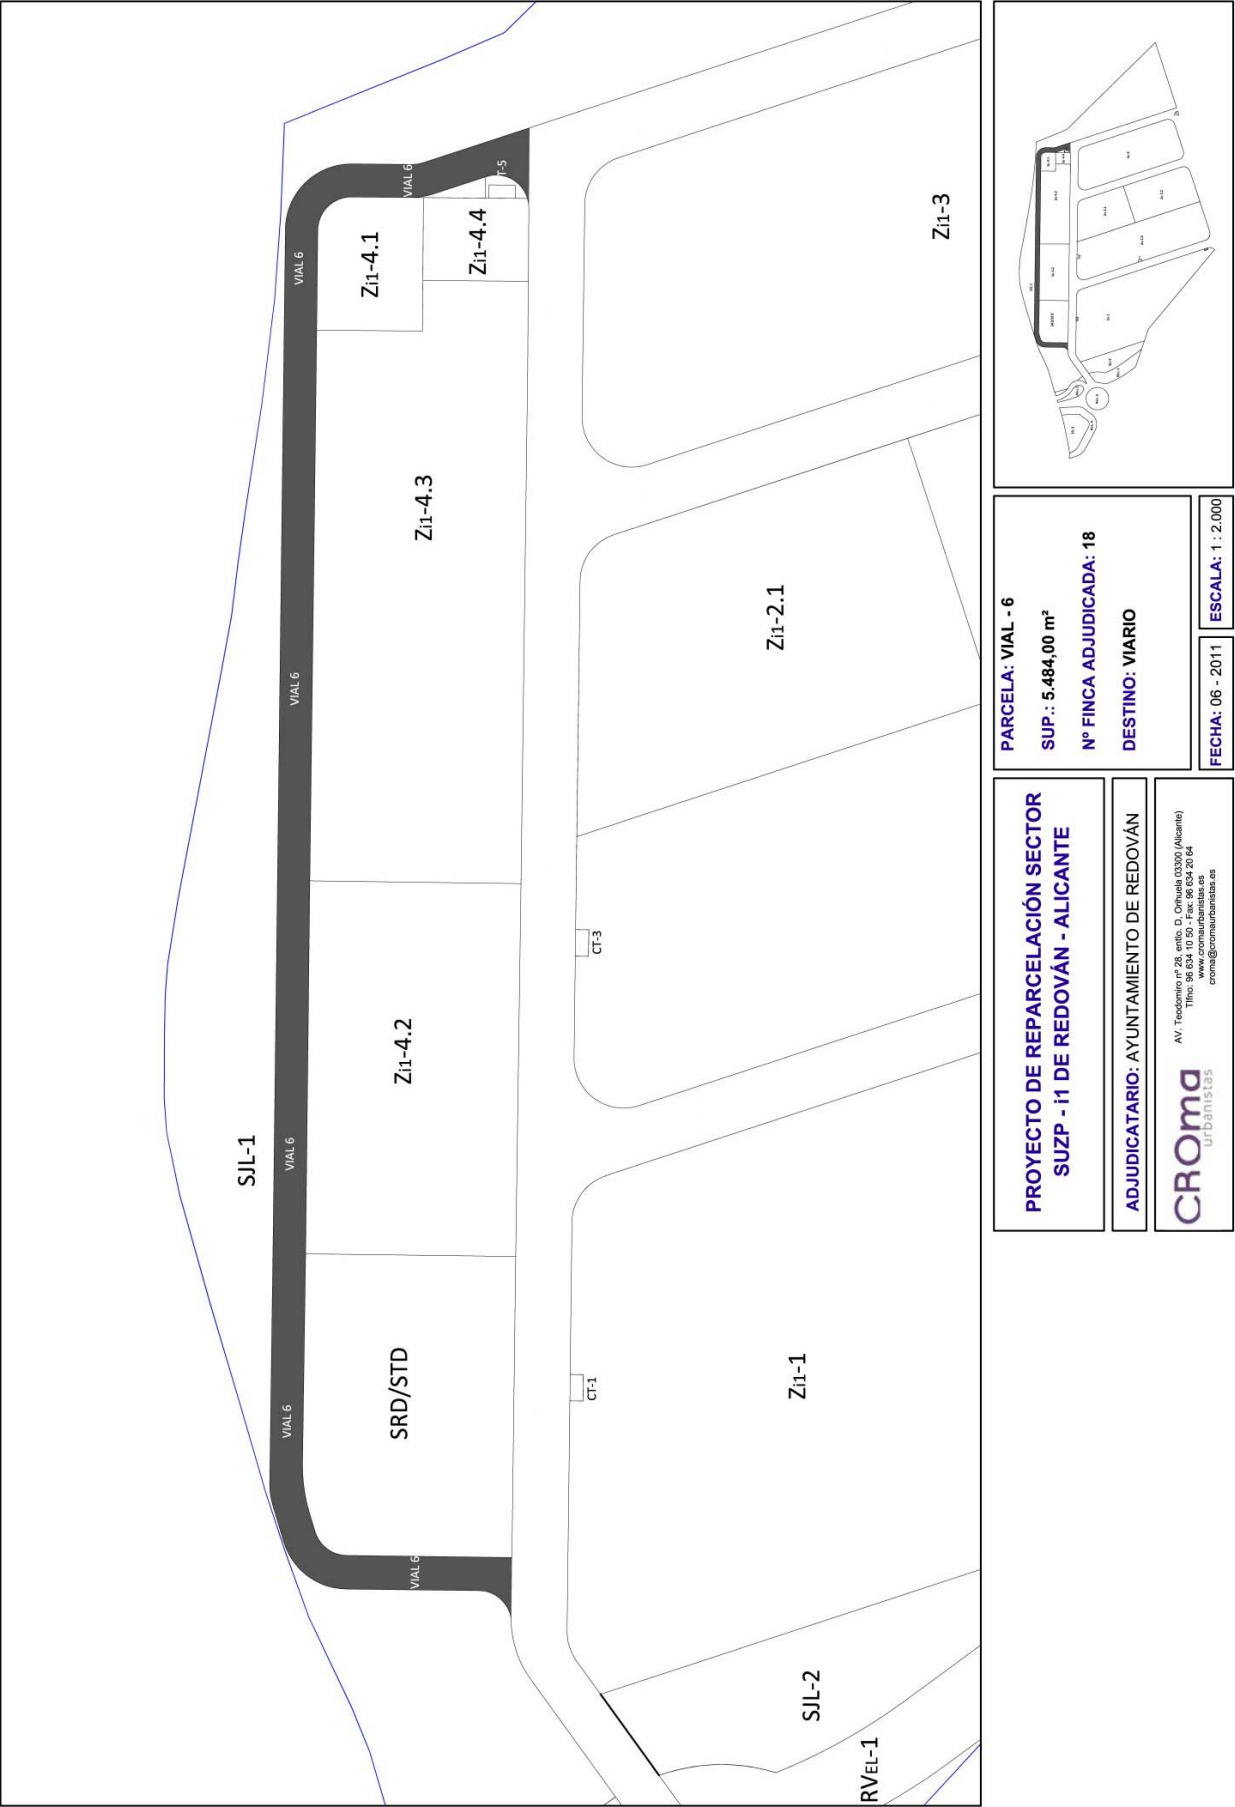 SJL-1
VIAL 6
VIAL 6
VIAL 6
VIAL 6
VIAL 6
VIAL 6
SRD/STD
Zi1-4.2
Zi1-4.3
Zi1-4.1
Zi1-4.4
T-5
CT-1
CT-3
Zi1-1
Zi1-2.1
Zi1-3
SJL-2
RVEL-1
PROYECTO DE REPARCELACIÓN SECTOR
SUZP - i1 DE REDOVÁN - ALICANTE
ADJUDICATARIO: AYUNTAMIENTO DE REDOVÁN
CROma
urbanistas
AV. Teodomiro nº 28, entlo. D, Orihuela 03300 (Alicante)
Tlfno: 96 634 10 50 - Fax: 96 634 20 64
www.cromaurbanistas.es
croma@cromaurbanistas.es
PARCELA: VIAL - 6
SUP.: 5.484,00 m²
Nº FINCA ADJUDICADA: 18
DESTINO: VIARIO
FECHA: 06 - 2011
ESCALA: 1 : 2.000